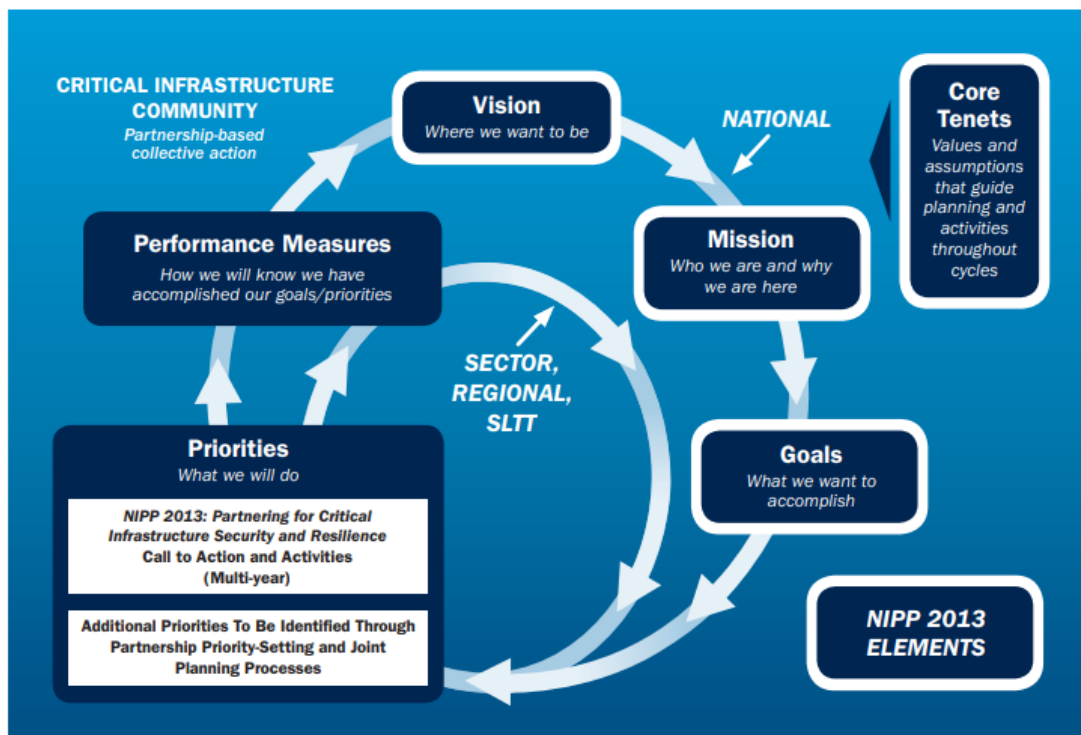 CRITICAL INFRASTRUCTURE
COMMUNITY
Partnership-based
collective action
Vision
Where we want to be
NATIONAL
Core
Tenets
Values and
assumptions
that guide
planning and
activities
throughout
cycles
Performance Measures
How we will know we have
accomplished our goals/priorities
Mission
Who we are and why
we are here
SECTOR,
REGIONAL,
SLTT
Priorities
What we will do
NIPP 2013: Partnering for Critical
Infrastructure Security and Resilience
Call to Action and Activities
(Multi-year)
Additional Priorities To Be Identified Through
Partnership Priority-Setting and Joint
Planning Processes
Goals
What we want to
accomplish
NIPP 2013
ELEMENTS